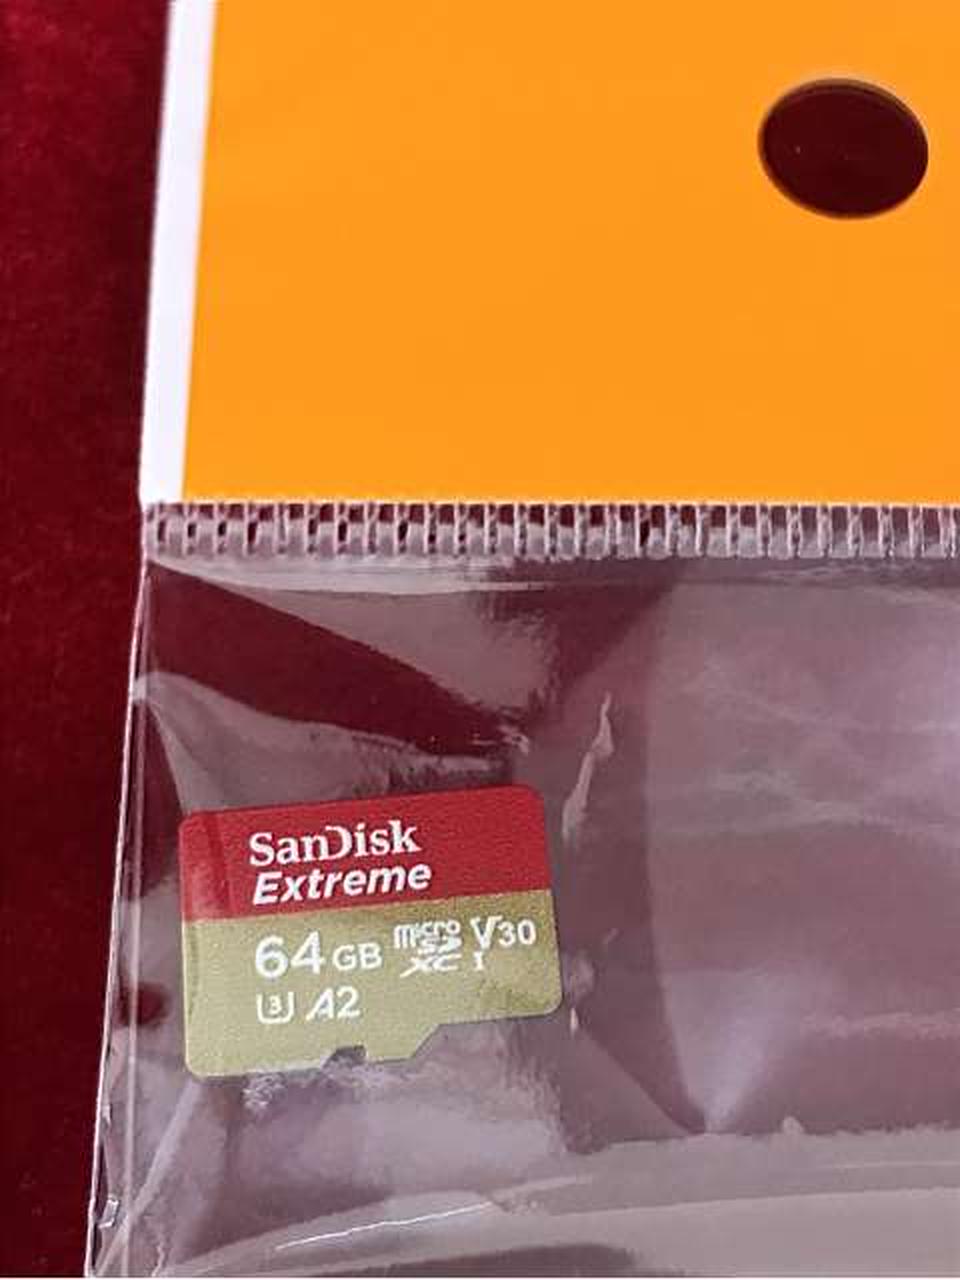 SanDisk
Extreme
64GB micro SD XC I V30
U3 A2